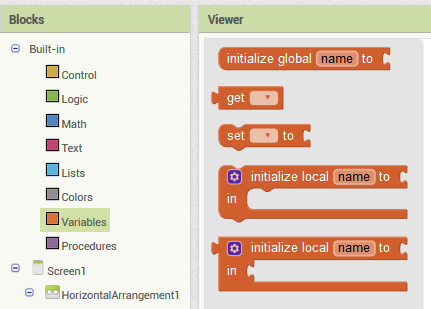 Blocks
Built-in
Control
Logic
Math
Text
Lists
Colors
Variables
Procedures
Screen1
HorizontalArrangement1
Viewer
initialize global name to
get
set to
initialize local name to
in
initialize local name to
in